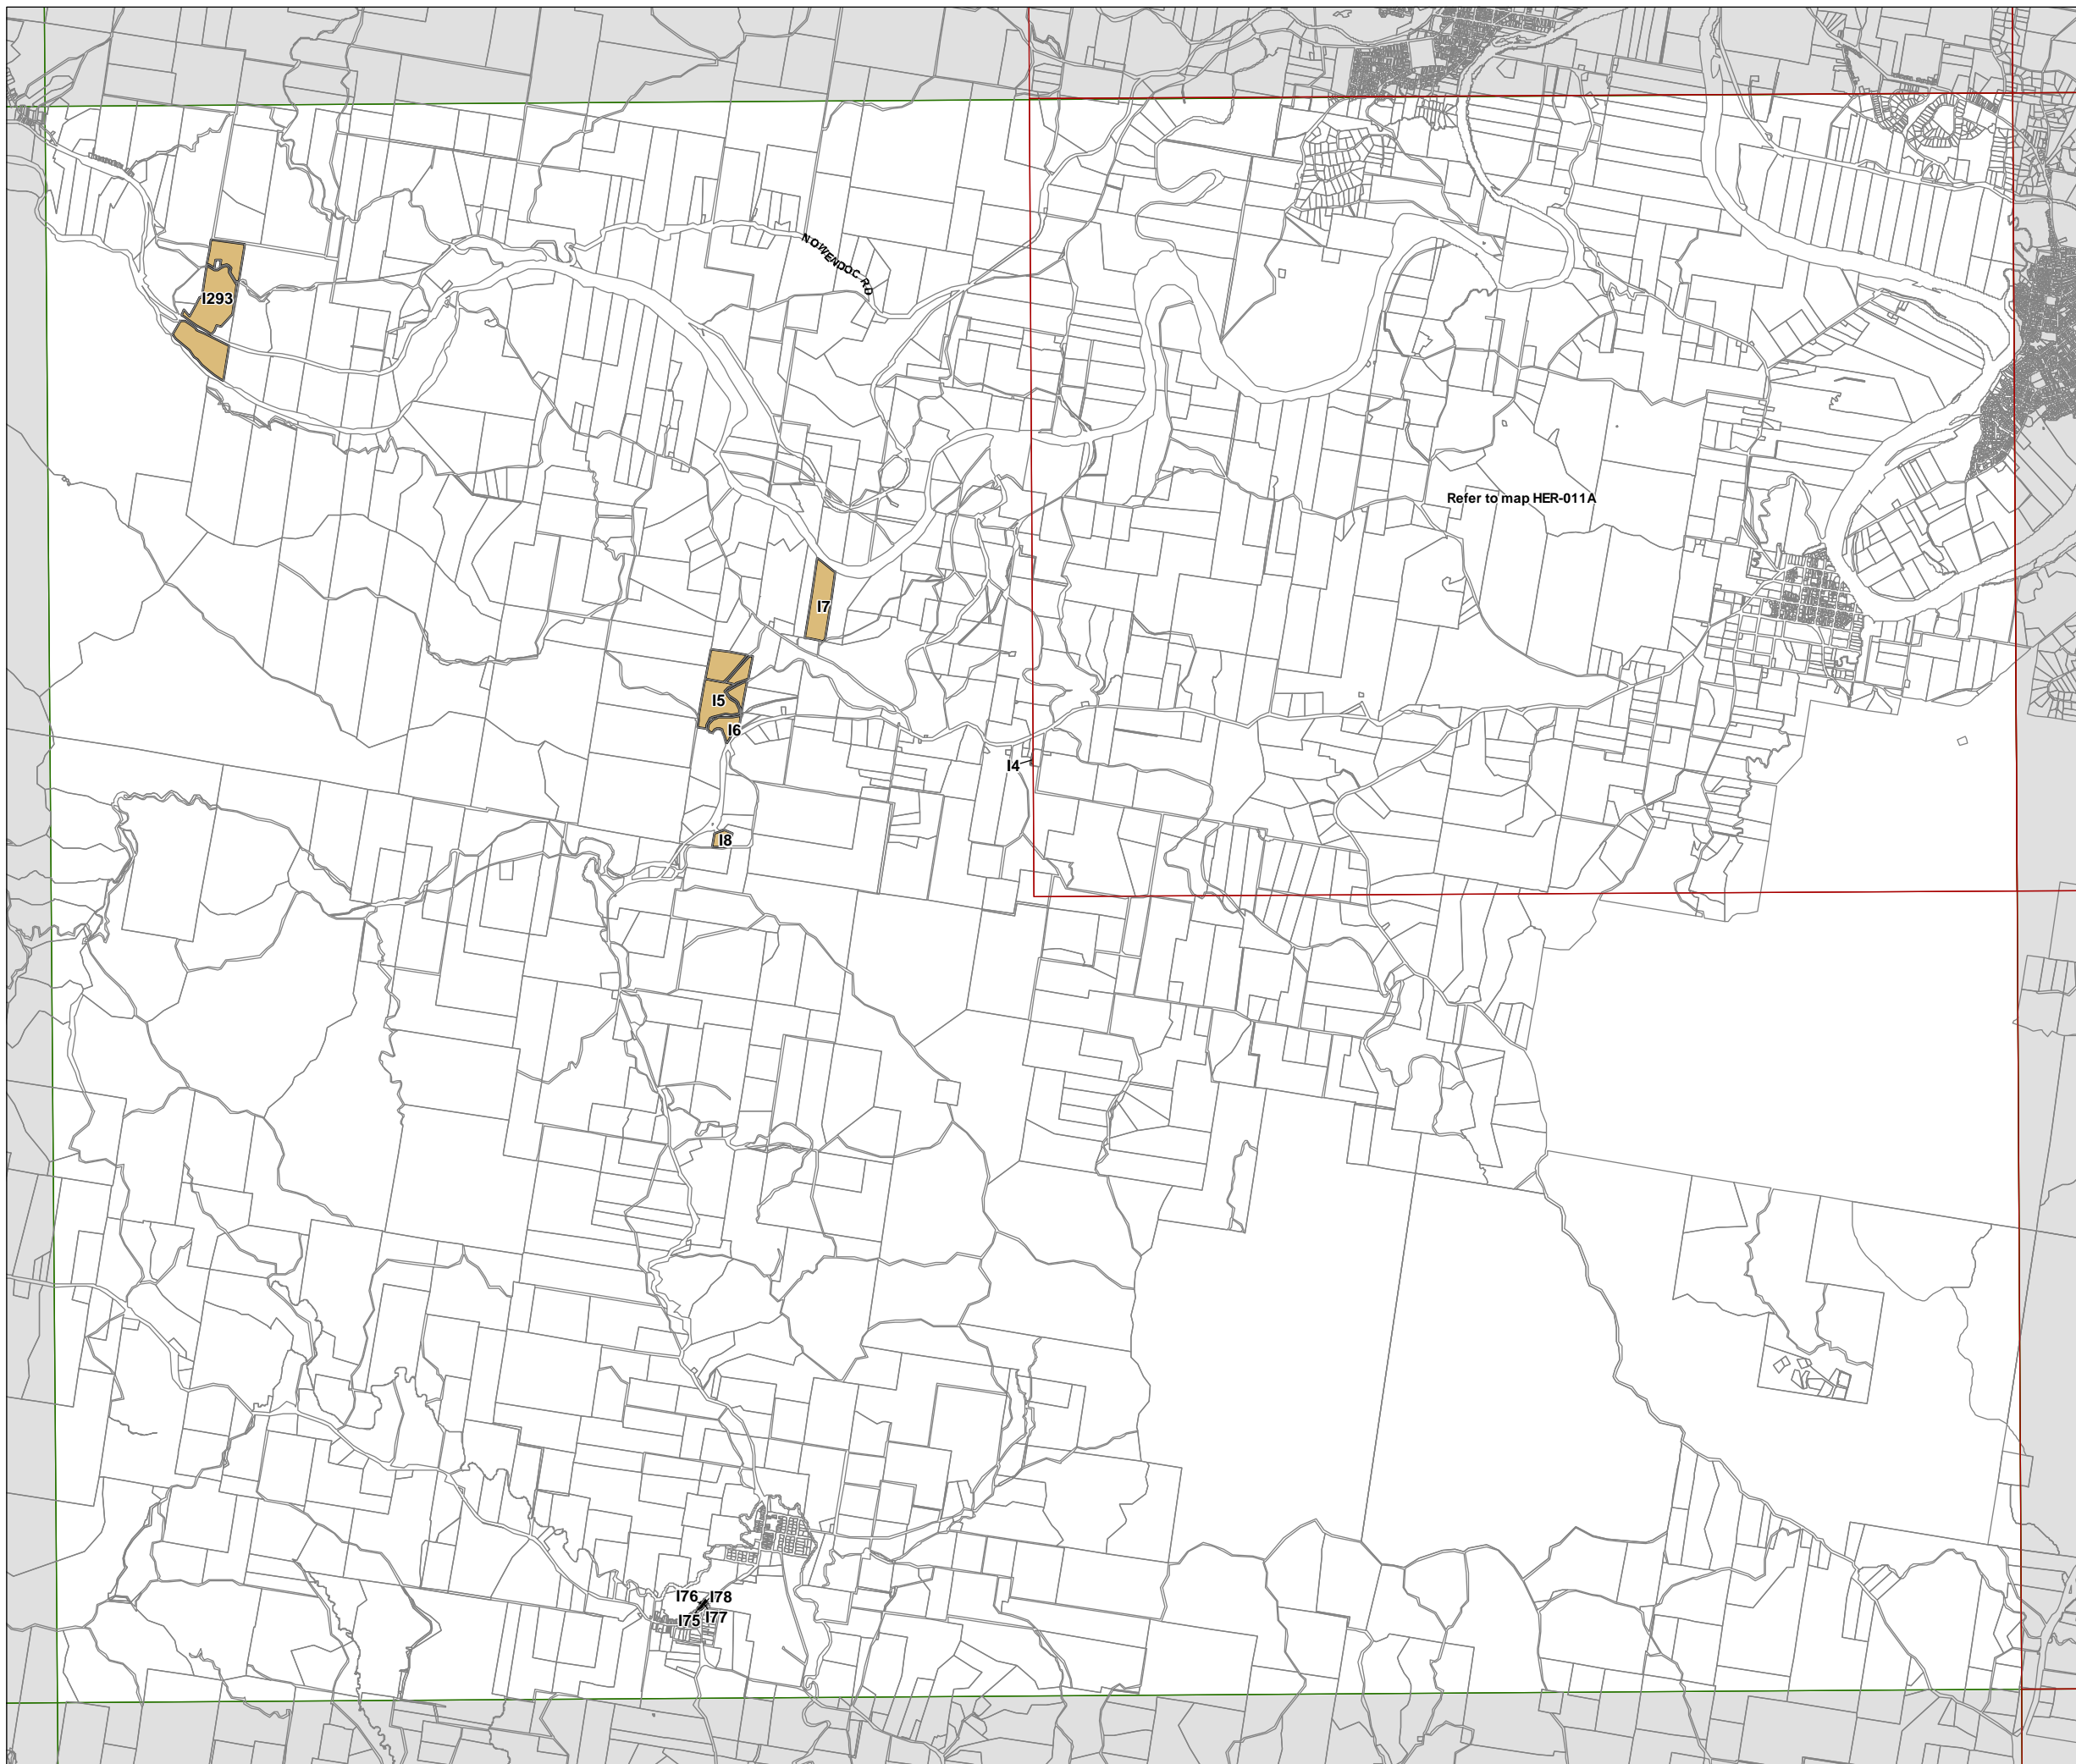 NOWENDOC RD
I293
Refer to map HER-011A
I7
I5
I6
I4
I8
I76
I78
I75
I77